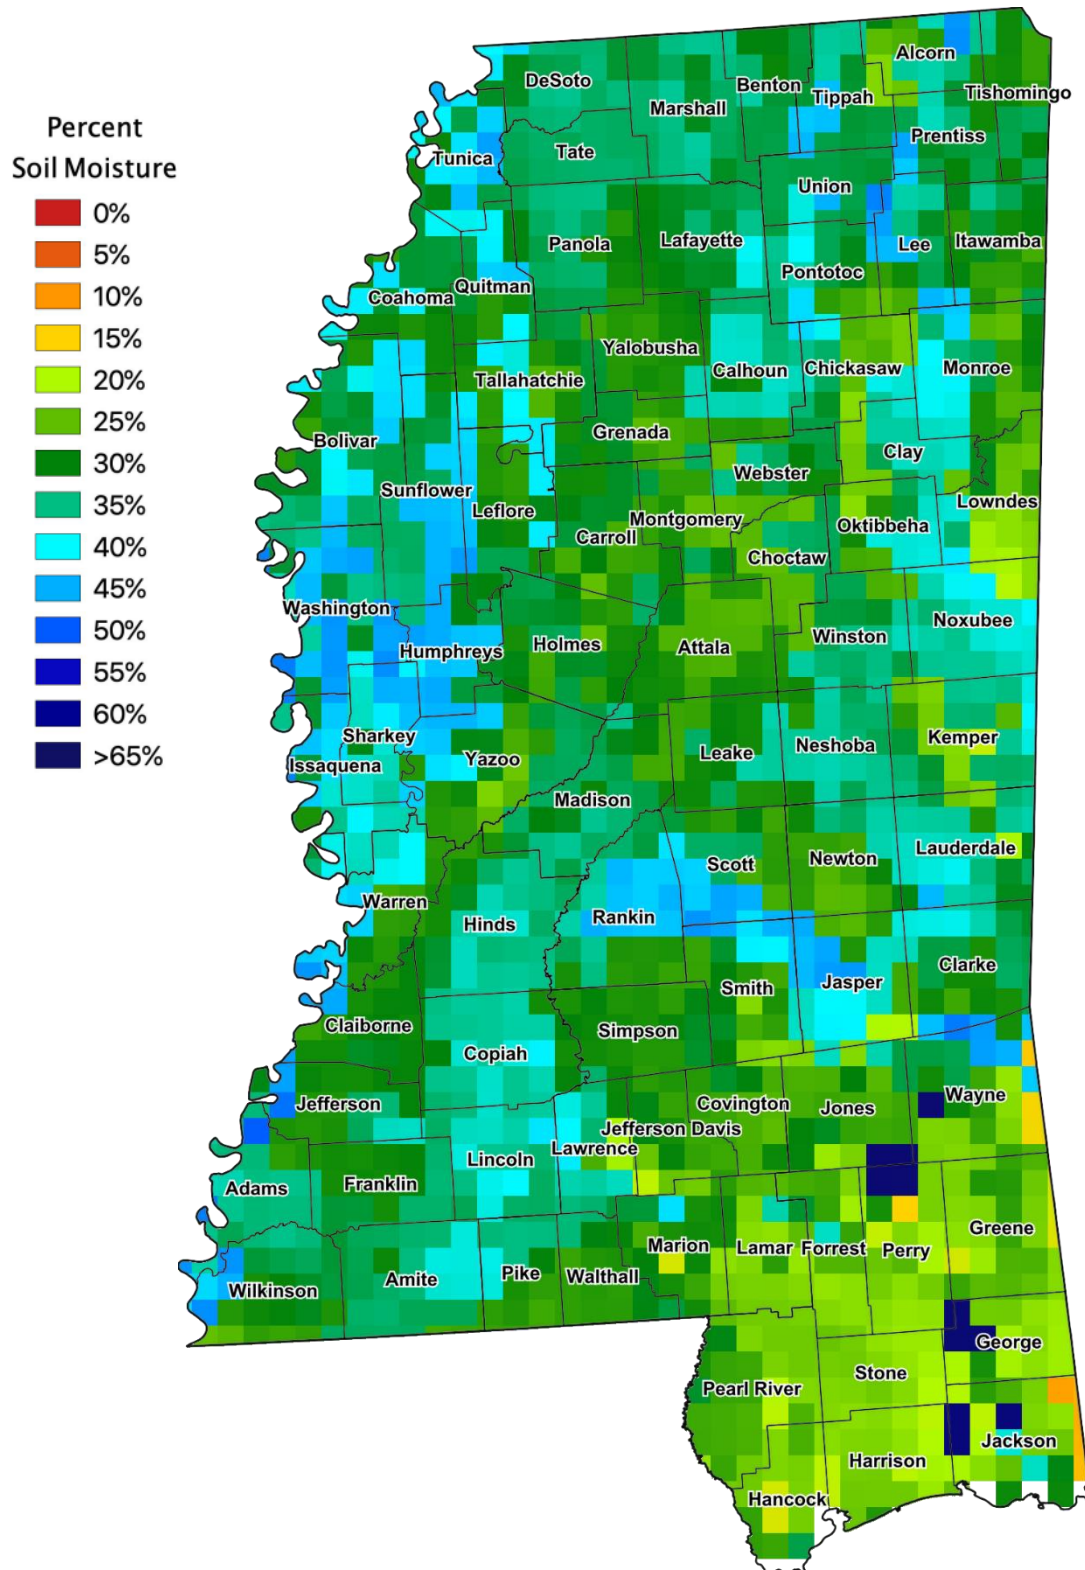 Percent
Soil Moisture
0%
5%
10%
15%
20%
25%
30%
35%
40%
45%
50%
55%
60%
>65%
Alcorn
DeSoto
Benton
Tippah
Tishomingo
Marshall
Prentiss
Tunica
Tate
Union
Panola
Lafayette
Lee
Itawamba
Pontotoc
Quitman
Coahoma
Yalobusha
Calhoun
Chickasaw
Monroe
Tallahatchie
Bolivar
Grenada
Clay
Webster
Sunflower
Lowndes
Leflore
Montgomery
Oktibbeha
Carroll
Choctaw
Washington
Noxubee
Winston
Humphreys
Holmes
Attala
Sharkey
Kemper
Neshoba
Leake
Yazoo
Issaquena
Madison
Lauderdale
Newton
Scott
Warren
Rankin
Hinds
Clarke
Jasper
Smith
Claiborne
Simpson
Copiah
Wayne
Jefferson
Covington
Jones
Jefferson Davis
Lawrence
Lincoln
Franklin
Adams
Greene
Marion
Lamar
Forrest
Perry
Pike
Walthall
Amite
Wilkinson
George
Stone
Pearl River
Jackson
Harrison
Hancock